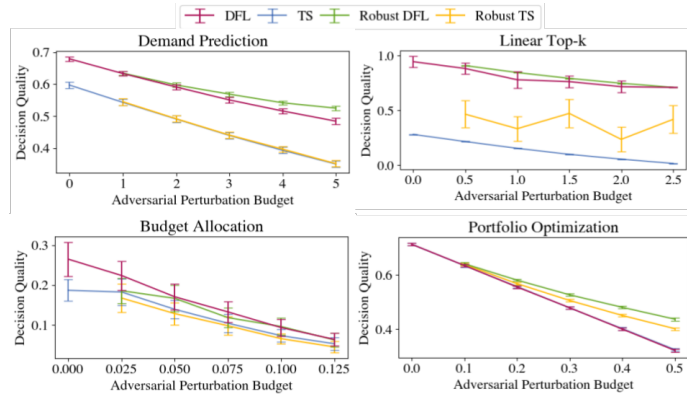 DFL TS Robust DFL Robust TS
Demand Prediction
Decision Quality
0.7
0.6
0.5
0.4
0 1 2 3 4 5
Adversarial Perturbation Budget
Linear Top-k
Decision Quality
1.0
0.5
0.0
0.0 0.5 1.0 1.5 2.0 2.5
Adversarial Perturbation Budget
Budget Allocation
Decision Quality
0.3
0.2
0.1
0.000 0.025 0.050 0.075 0.100 0.125
Adversarial Perturbation Budget
Portfolio Optimization
Decision Quality
0.6
0.4
0.0 0.1 0.2 0.3 0.4 0.5
Adversarial Perturbation Budget